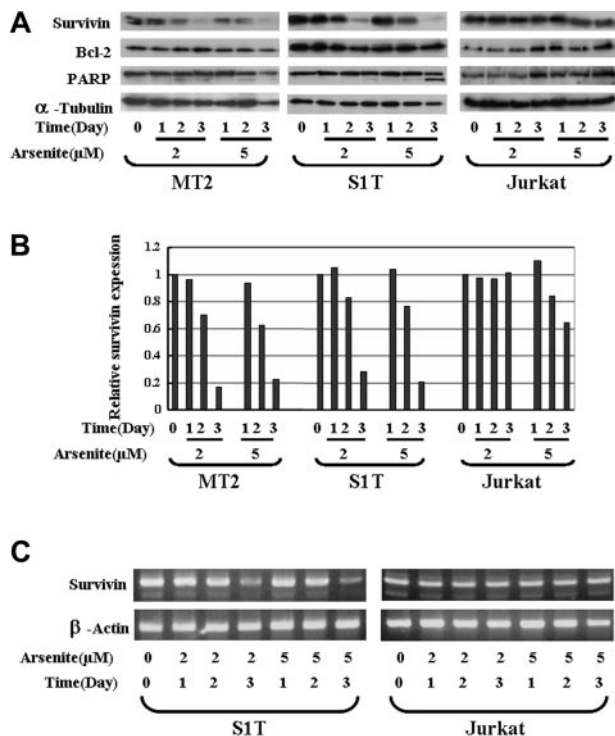 A
Survivin
Bcl-2
PARP
α -Tubulin
Time(Day) 0 1 2 3 1 2 3 0 1 2 3 1 2 3 0 1 2 3 1 2 3
Arsenite(μM) 2 5 2 5 2 5
MT2 S1T Jurkat
B
Relative survivin expession
1.2
1
0.8
0.6
0.4
0.2
0
Time(Day) 0 1 2 3 1 2 3 0 1 2 3 1 2 3 0 1 2 3 1 2 3
Arsenite(μM) 2 5 2 5 2 5
MT2 S1T Jurkat
C
Survivin
β -Actin
Arsenite(μM) 0 2 2 2 5 5 5 0 2 2 2 5 5 5
Time(Day) 0 1 2 3 1 2 3 0 1 2 3 1 2 3
S1T Jurkat